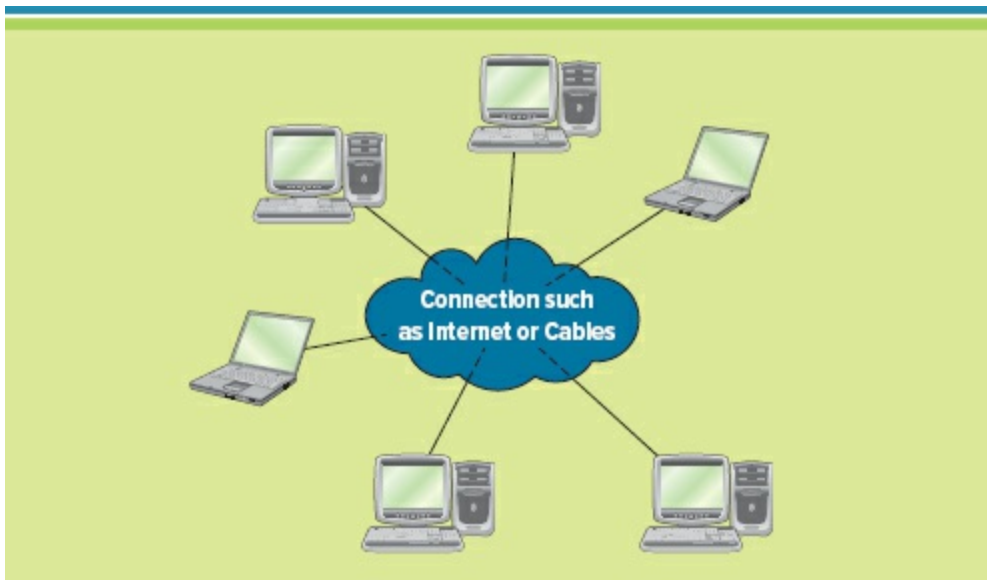 Connection such
as Internet or Cables